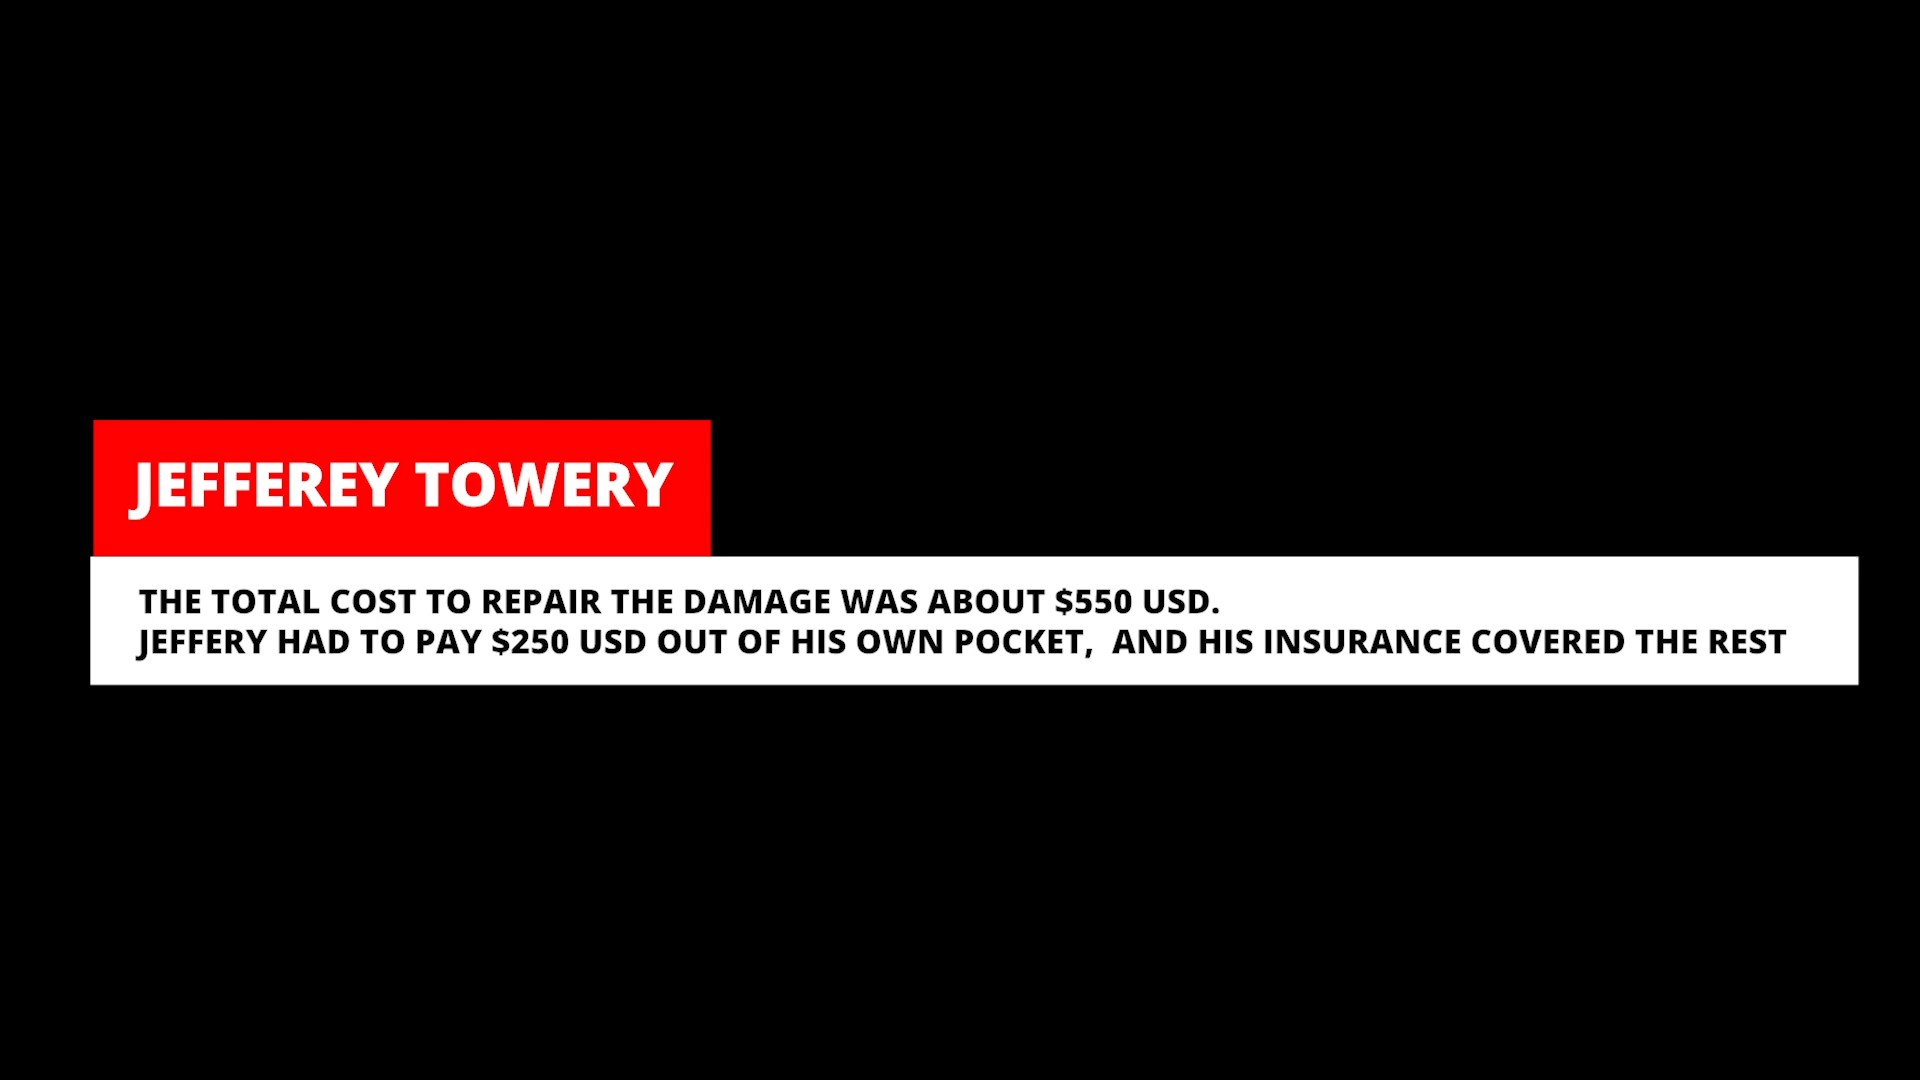 JEFFEREY TOWERY
THE TOTAL COST TO REPAIR THE DAMAGE WAS ABOUT $550 USD.
JEFFERY HAD TO PAY $250 USD OUT OF HIS OWN POCKET,  AND HIS INSURANCE COVERED THE REST